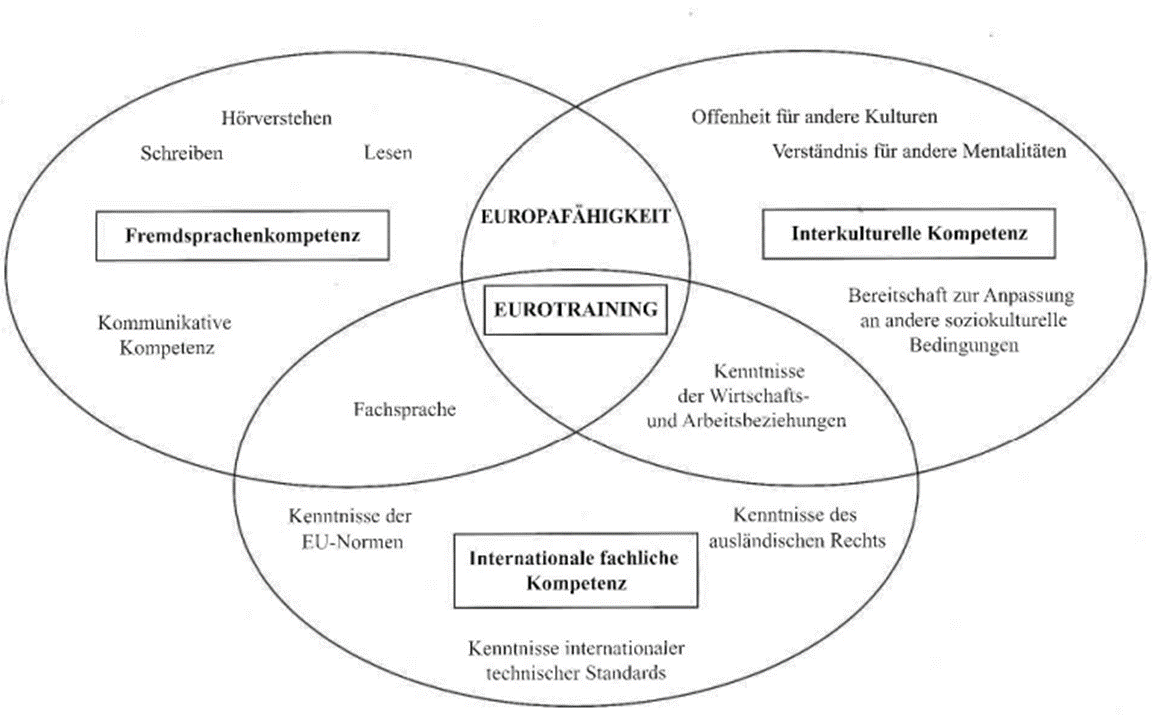 Hörverstehen
Schreiben
Lesen
Fremdsprachenkompetenz
Kommunikative
Kompetenz
Offenheit für andere Kulturen
Verständnis für andere Mentalitäten
Interkulturelle Kompetenz
Bereitschaft zur Anpassung
an andere soziokulturelle
Bedingungen
EUROPAFÄHIGKEIT
EUROTRAINING
Fachsprache
Kenntnisse
der Wirtschafts-
und Arbeitsbeziehungen
Kenntnisse der
EU-Normen
Kenntnisse des
ausländischen Rechts
Internationale fachliche
Kompetenz
Kenntnisse internationaler
technischer Standards